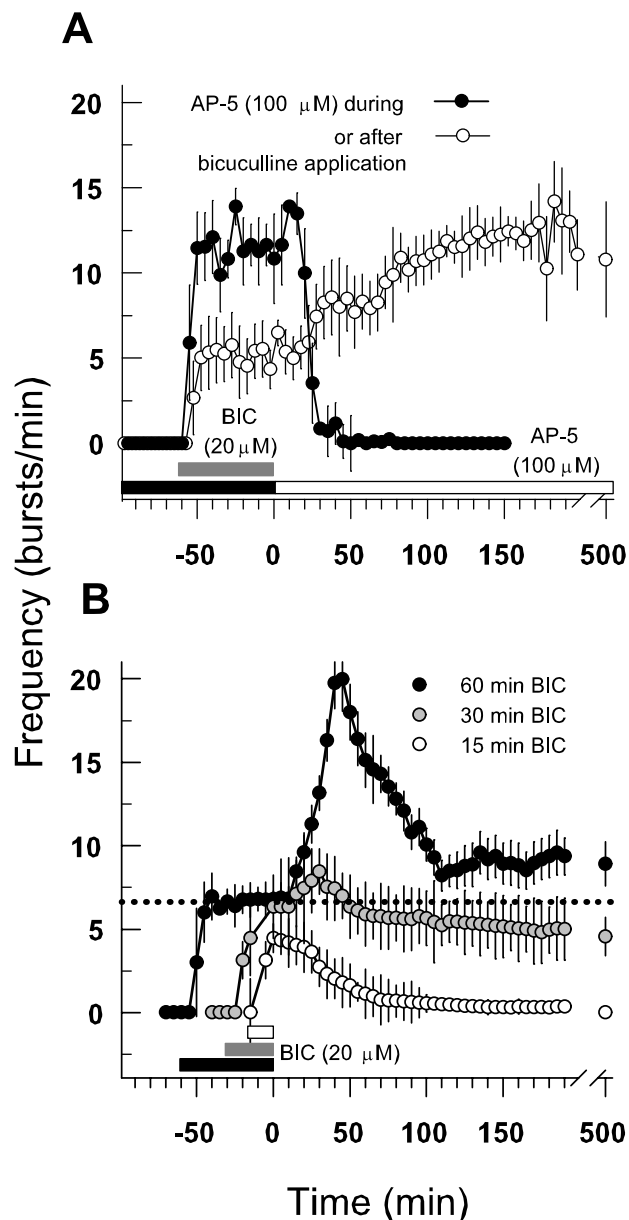 A
20
15
10
5
0
AP-5 (100 μM) during
or after
bicuculline application
BIC
(20 μM)
AP-5
(100 μM)
-50 0 50 100 150 500
Frequency (bursts/min)
B
20
15
10
5
0
60 min BIC
30 min BIC
15 min BIC
BIC (20 μM)
-50 0 50 100 150 500
Time (min)